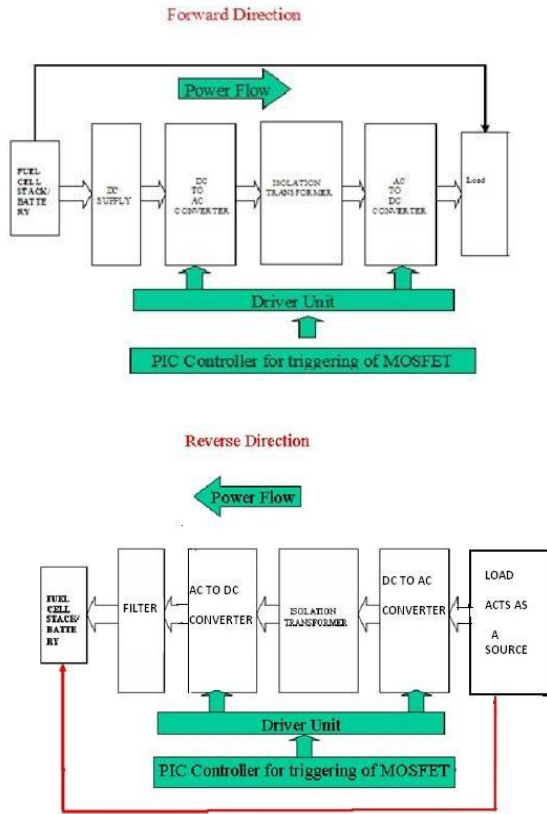 Forward Direction
Power Flow
FUEL
CELL
STACK/
BATTE
RY
DC
SUPPLY
DC
TO
AC
CONVERTER
ISOLATION
TRANSFORMER
AC
TO
DC
CONVERTER
Load
Driver Unit
PIC Controller for triggering of MOSFET
Reverse Direction
Power Flow
FUEL
CELL
STACK/
BATTE
RY
FILTER
AC TO DC
CONVERTER
ISOLATION
TRANSFORMER
DC TO AC
CONVERTER
LOAD
ACTS AS
A
SOURCE
Driver Unit
PIC Controller for triggering of MOSFET